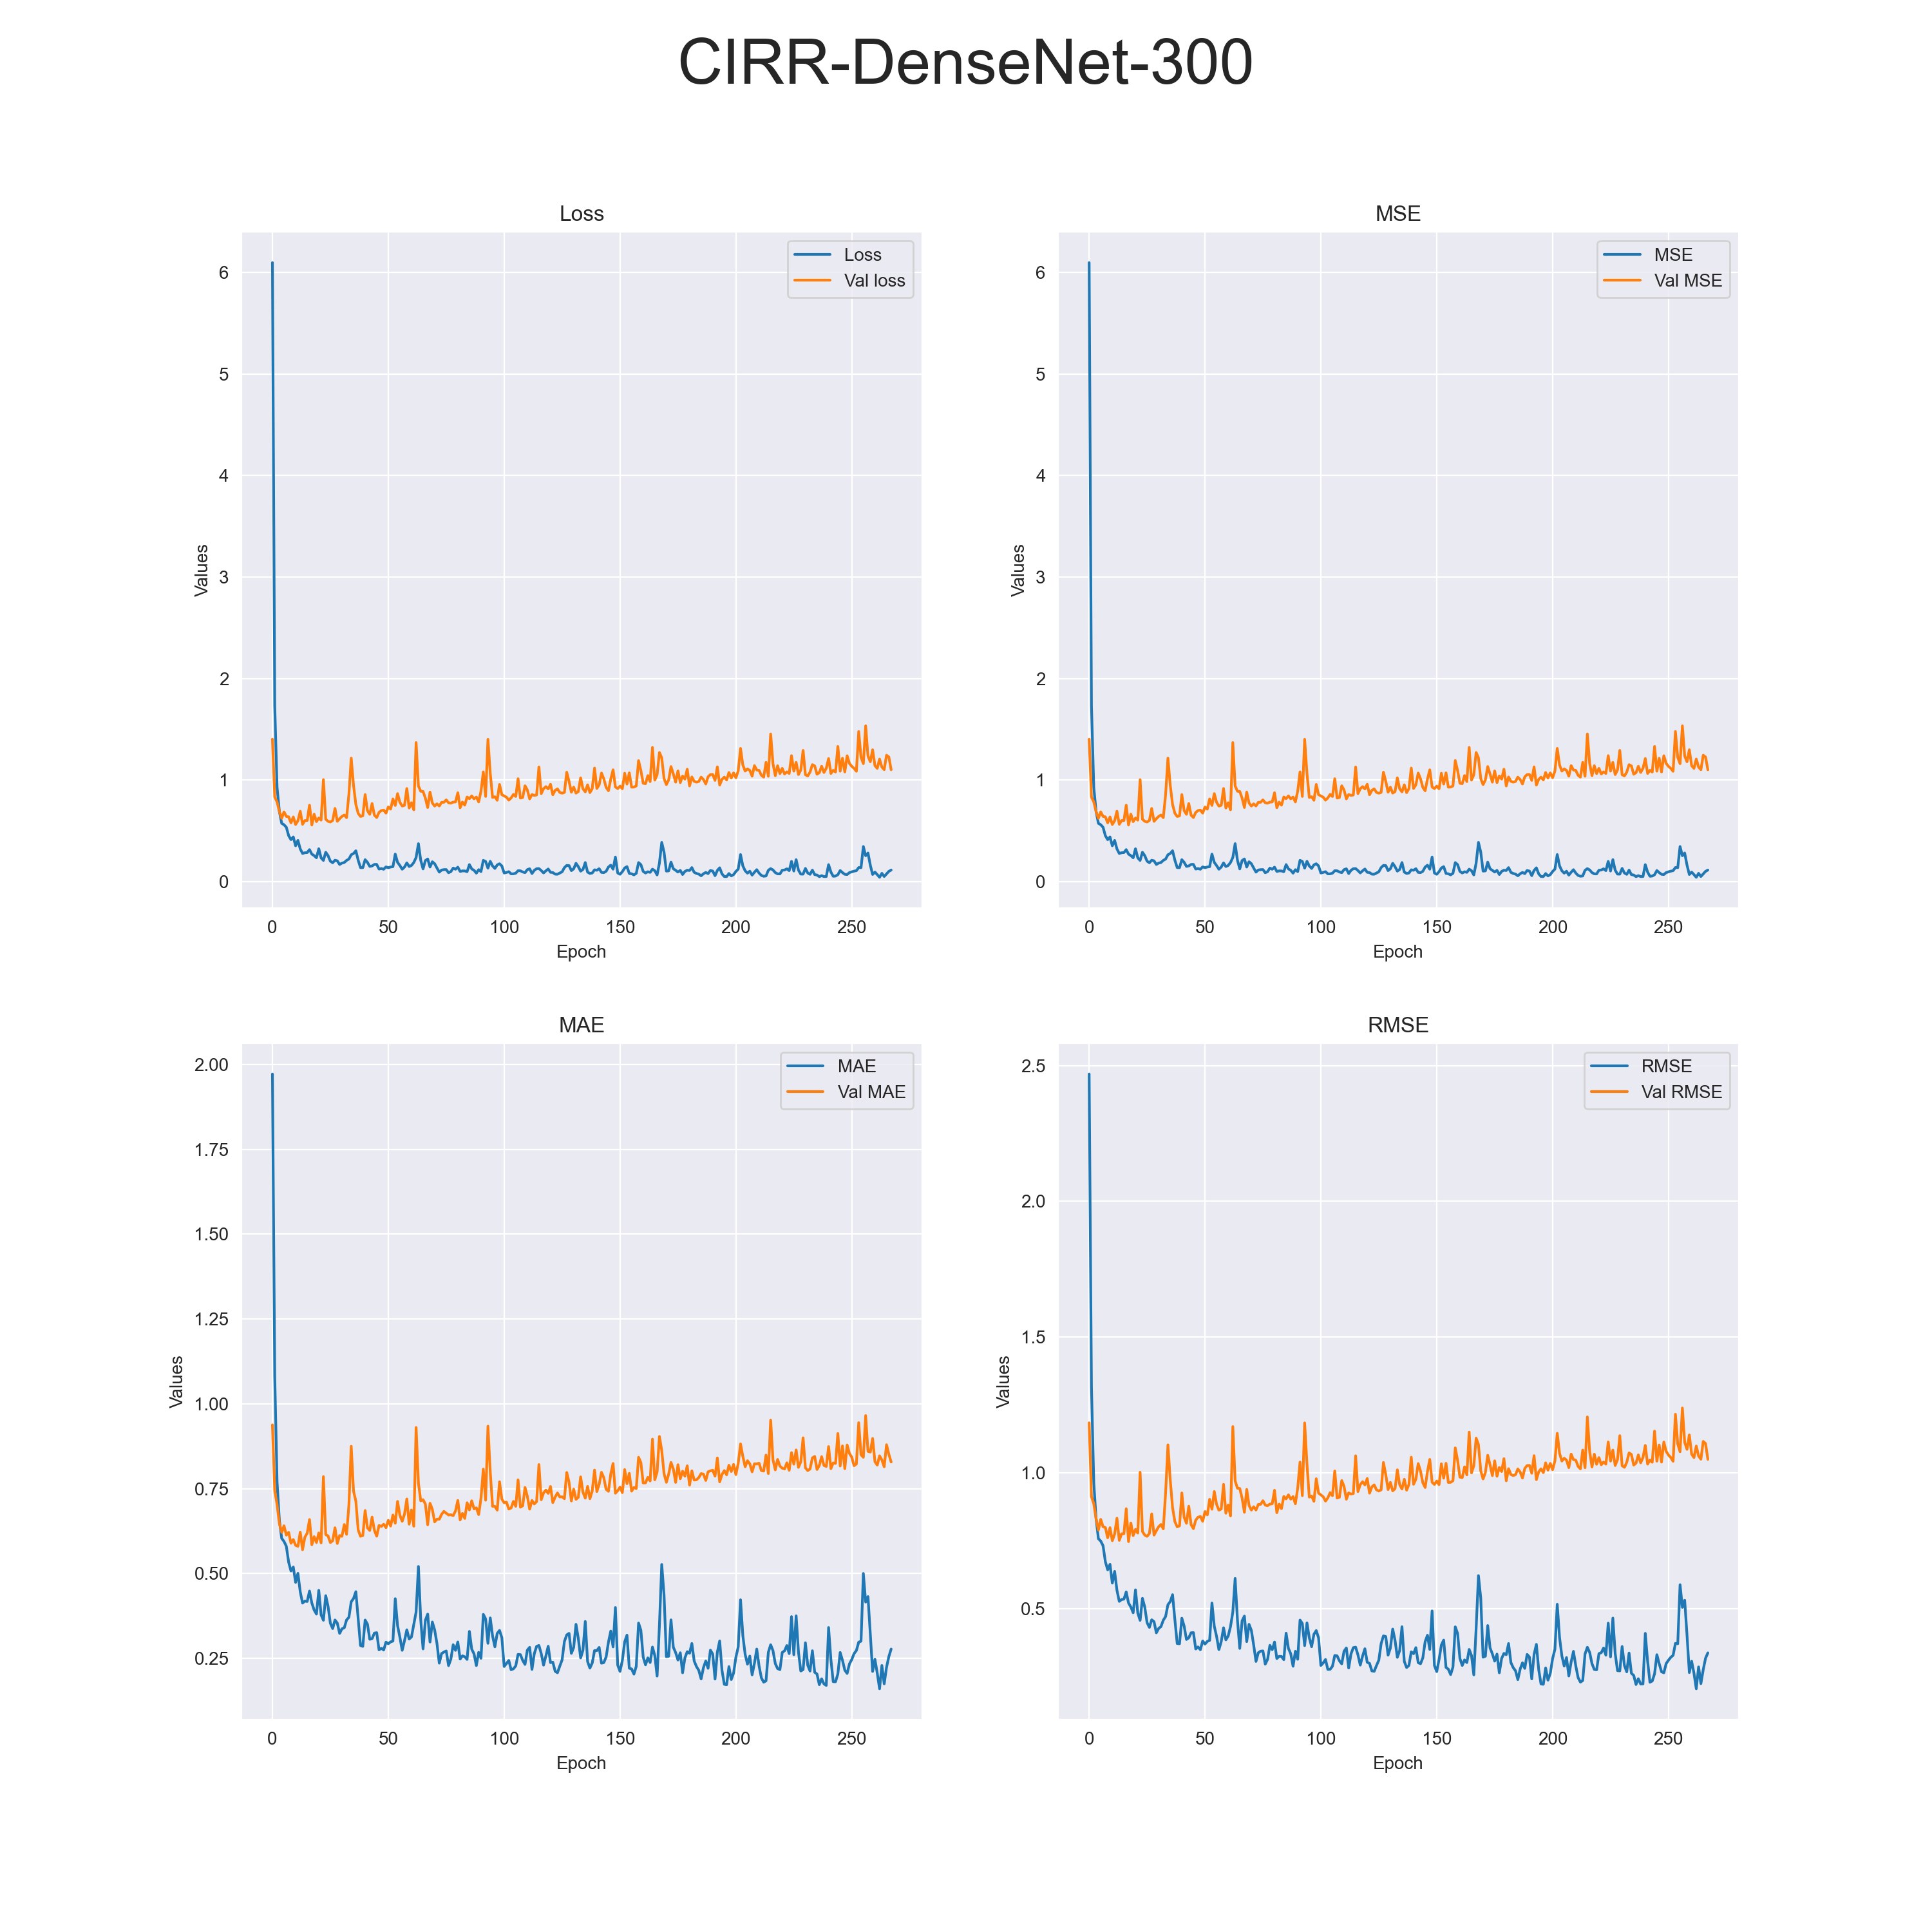 CIRR-DenseNet-300
Loss
Loss
Val loss
6
5
4
3
2
1
0
Values
0 50 100 150 200 250
Epoch
MSE
MSE
Val MSE
6
5
4
3
2
1
0
Values
0 50 100 150 200 250
Epoch
MAE
MAE
Val MAE
2.00
1.75
1.50
1.25
1.00
0.75
0.50
0.25
Values
0 50 100 150 200 250
Epoch
RMSE
RMSE
Val RMSE
2.5
2.0
1.5
1.0
0.5
Values
0 50 100 150 200 250
Epoch